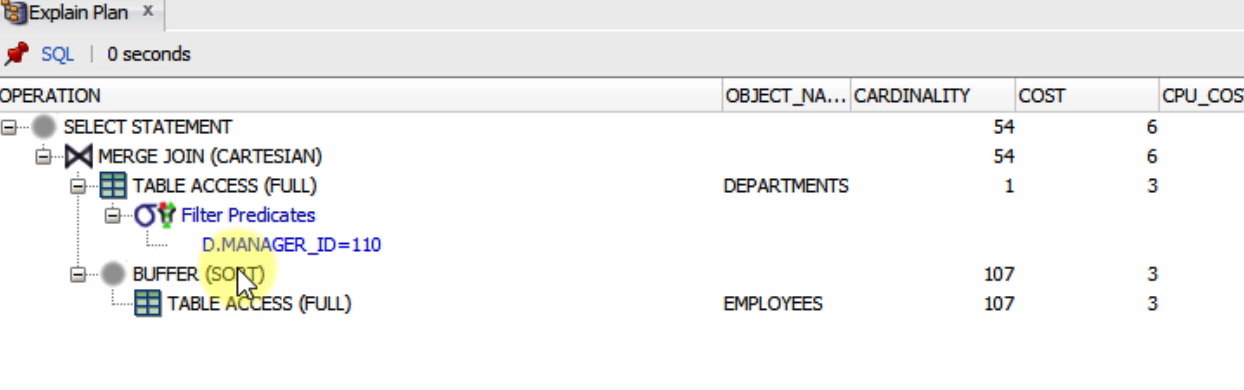 Explain Plan x
SQL | 0 seconds
OPERATION OBJECT_NA... CARDINALITY COST CPU_COS
SELECT STATEMENT 54 6
MERGE JOIN (CARTESIAN) 54 6
TABLE ACCESS (FULL) DEPARTMENTS 1 3
Filter Predicates
D.MANAGER_ID=110
BUFFER (SORT) 107 3
TABLE ACCESS (FULL) EMPLOYEES 107 3